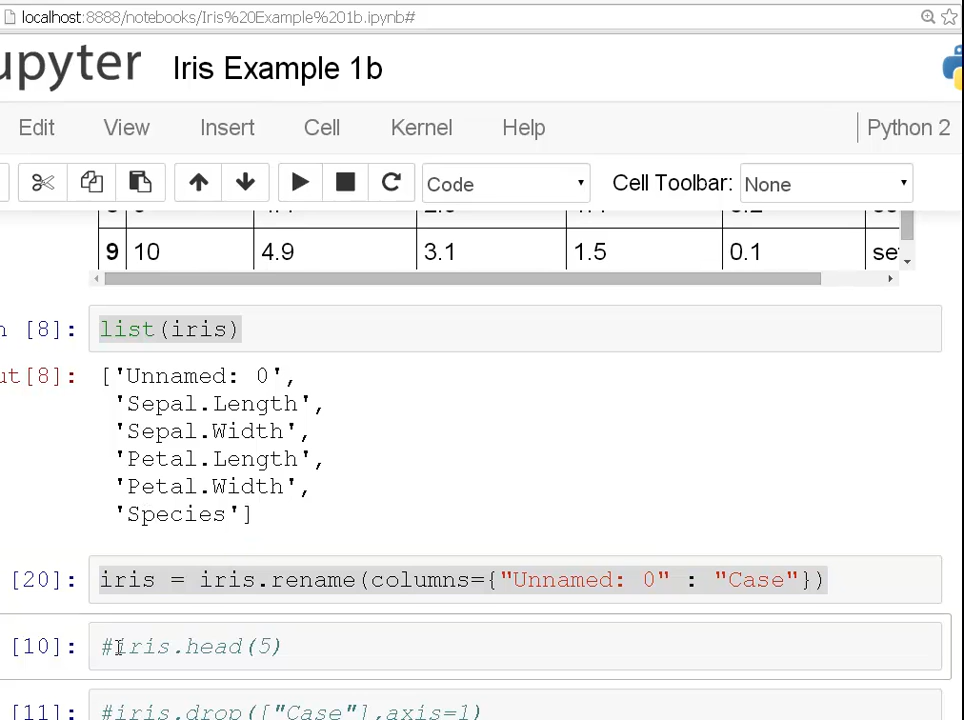 localhost:8888/notebooks/Iris%20Example%201b.ipynb#
upyter Iris Example 1b
Edit View Insert Cell Kernel Help Python 2
Code Cell Toolbar: None
9 10 4.9 3.1 1.5 0.1 se
n [8]: list(iris)
ut[8]: ['Unnamed: 0',
'Sepal.Length',
'Sepal.Width',
'Petal.Length',
'Petal.Width',
'Species']
[20]: iris = iris.rename(columns={"Unnamed: 0" : "Case"})
[10]: #iris.head(5)
[11]: #iris.drop(["Case"],axis=1)